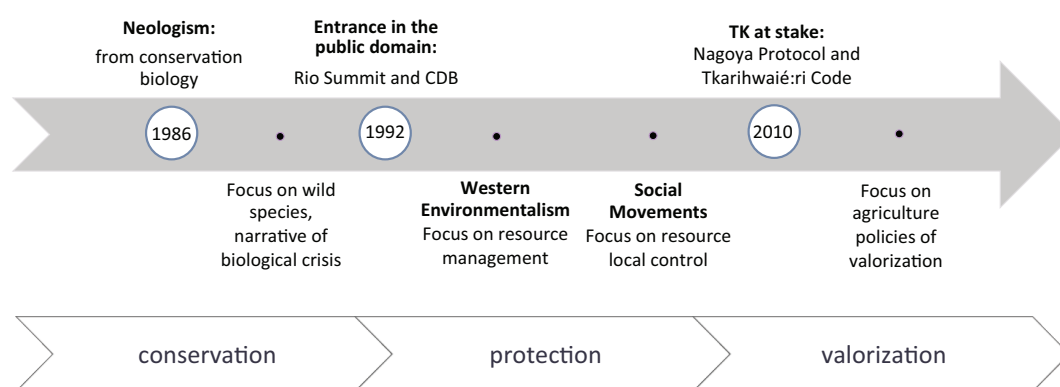 Neologism:
from conservation
biology
Entrance in the
public domain:
Rio Summit and CDB
TK at stake:
Nagoya Protocol and
Tkarihwaié:ri Code
1986
1992
2010
Focus on wild
species,
narrative of
biological crisis
Western
Environmentalism
Focus on resource
management
Social
Movements
Focus on resource
local control
Focus on
agriculture
policies of
valorization
conservation
protection
valorization